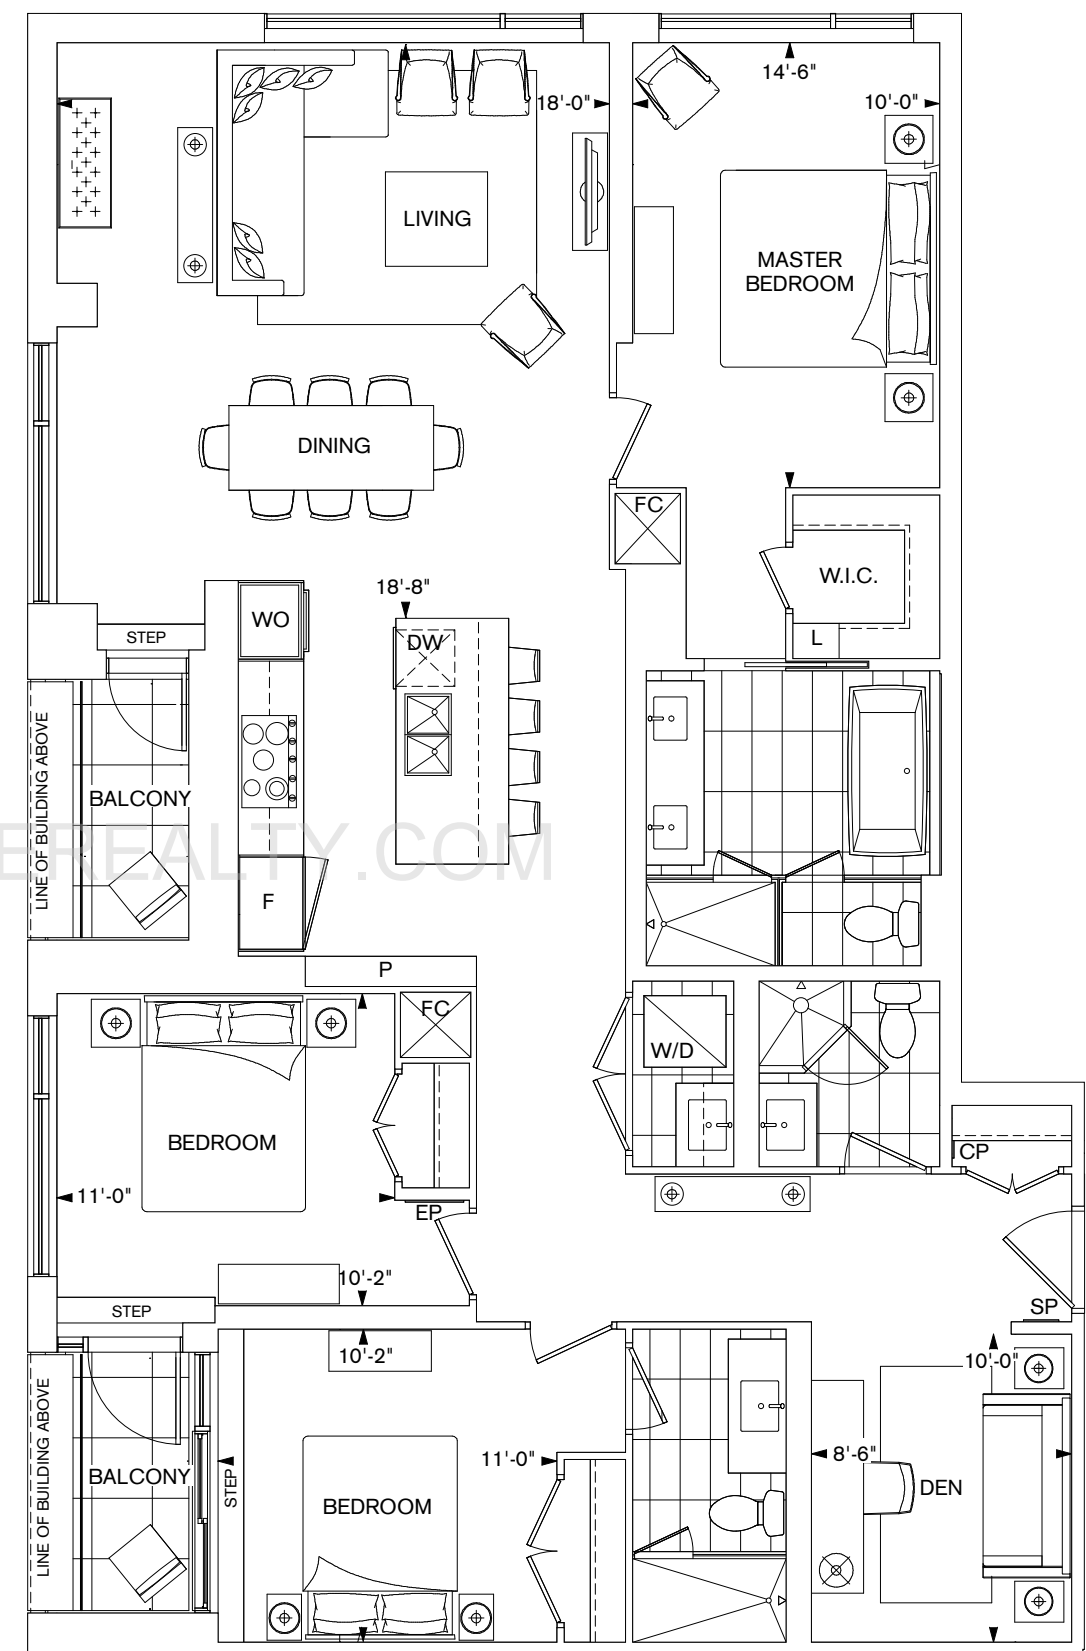 14'-6"
18'-0"
10'-0"
LIVING
MASTER
BEDROOM
DINING
FC
W.I.C.
18'-8"
WO
STEP
DW
L
LINE OF BUILDING ABOVE
BALCONY
EREALTY.COM
F
P
FC
W/D
BEDROOM
CP
11'-0"
EP
10'-2"
STEP
SP
10'-2"
10'-0"
LINE OF BUILDING ABOVE
BALCONY
STEP
11'-0"
8'-6"
DEN
BEDROOM